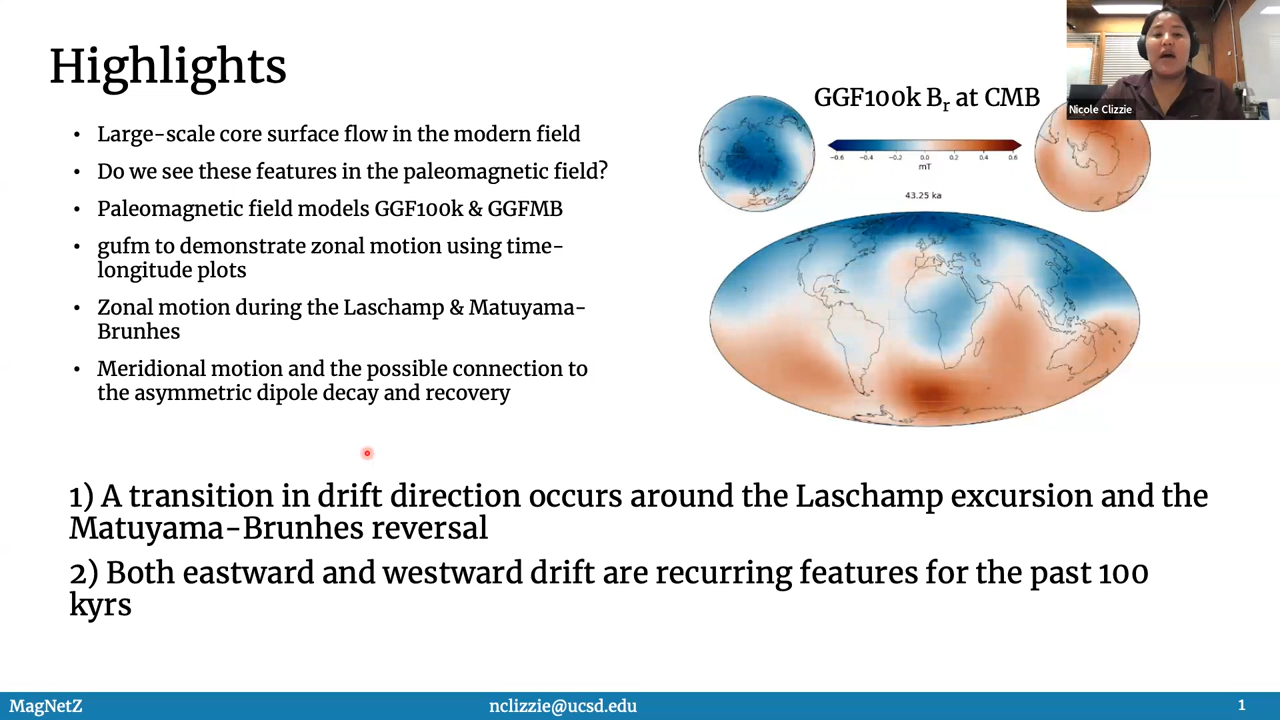 Highlights
• Large-scale core surface flow in the modern field
• Do we see these features in the paleomagnetic field?
• Paleomagnetic field models GGF100k & GGFMB
• gufm to demonstrate zonal motion using time-
longitude plots
• Zonal motion during the Laschamp & Matuyama-
Brunhes
• Meridional motion and the possible connection to
the asymmetric dipole decay and recovery
GGF100k Br at CMB
−0.6 −0.4 −0.2 0.0 0.2 0.4 0.6
mT
43.25 ka
Nicole Clizzie
1) A transition in drift direction occurs around the Laschamp excursion and the
Matuyama-Brunhes reversal
2) Both eastward and westward drift are recurring features for the past 100
kyrs
MagNetZ nclizzie@ucsd.edu 1